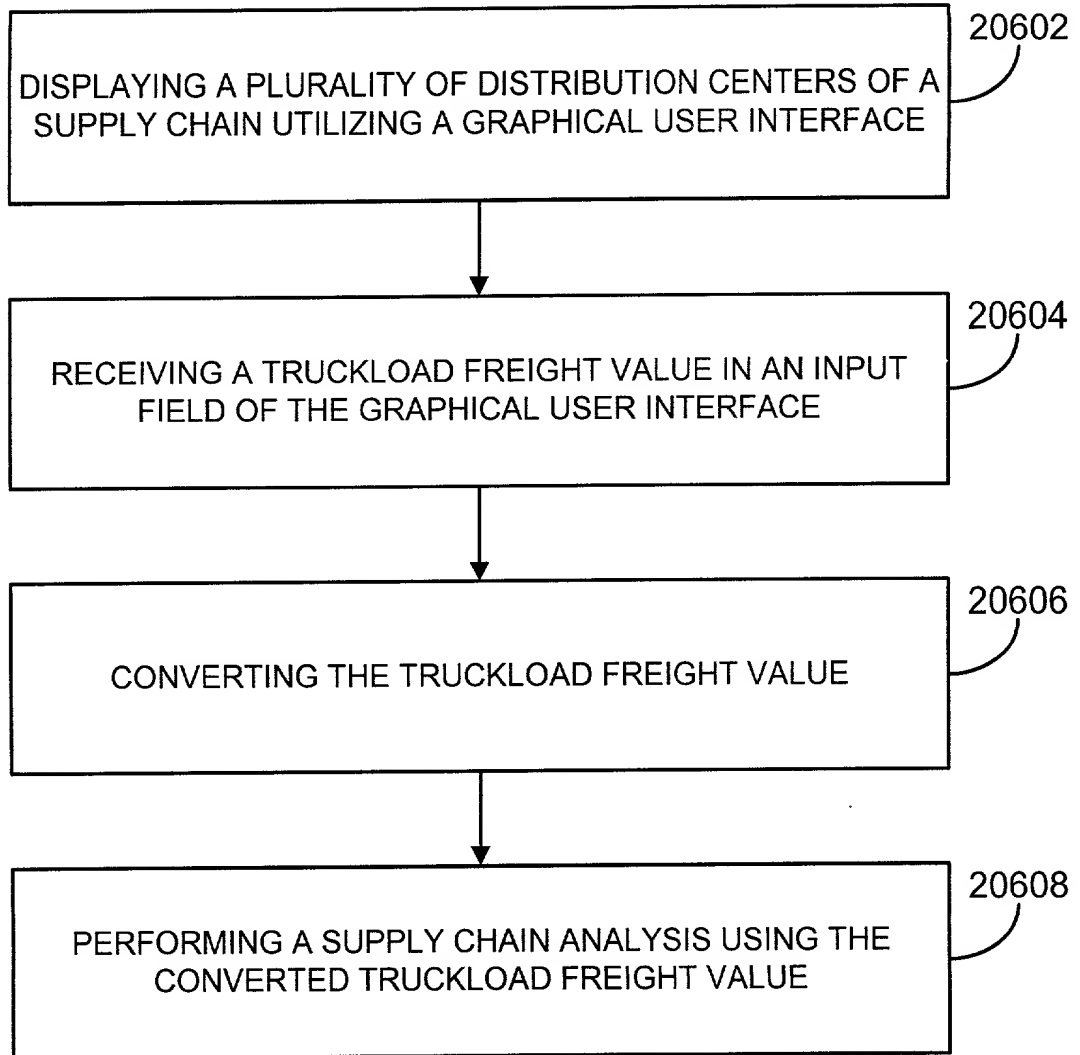 20602
DISPLAYING A PLURALITY OF DISTRIBUTION CENTERS OF A
SUPPLY CHAIN UTILIZING A GRAPHICAL USER INTERFACE
20604
RECEIVING A TRUCKLOAD FREIGHT VALUE IN AN INPUT
FIELD OF THE GRAPHICAL USER INTERFACE
20606
CONVERTING THE TRUCKLOAD FREIGHT VALUE
20608
PERFORMING A SUPPLY CHAIN ANALYSIS USING THE
CONVERTED TRUCKLOAD FREIGHT VALUE